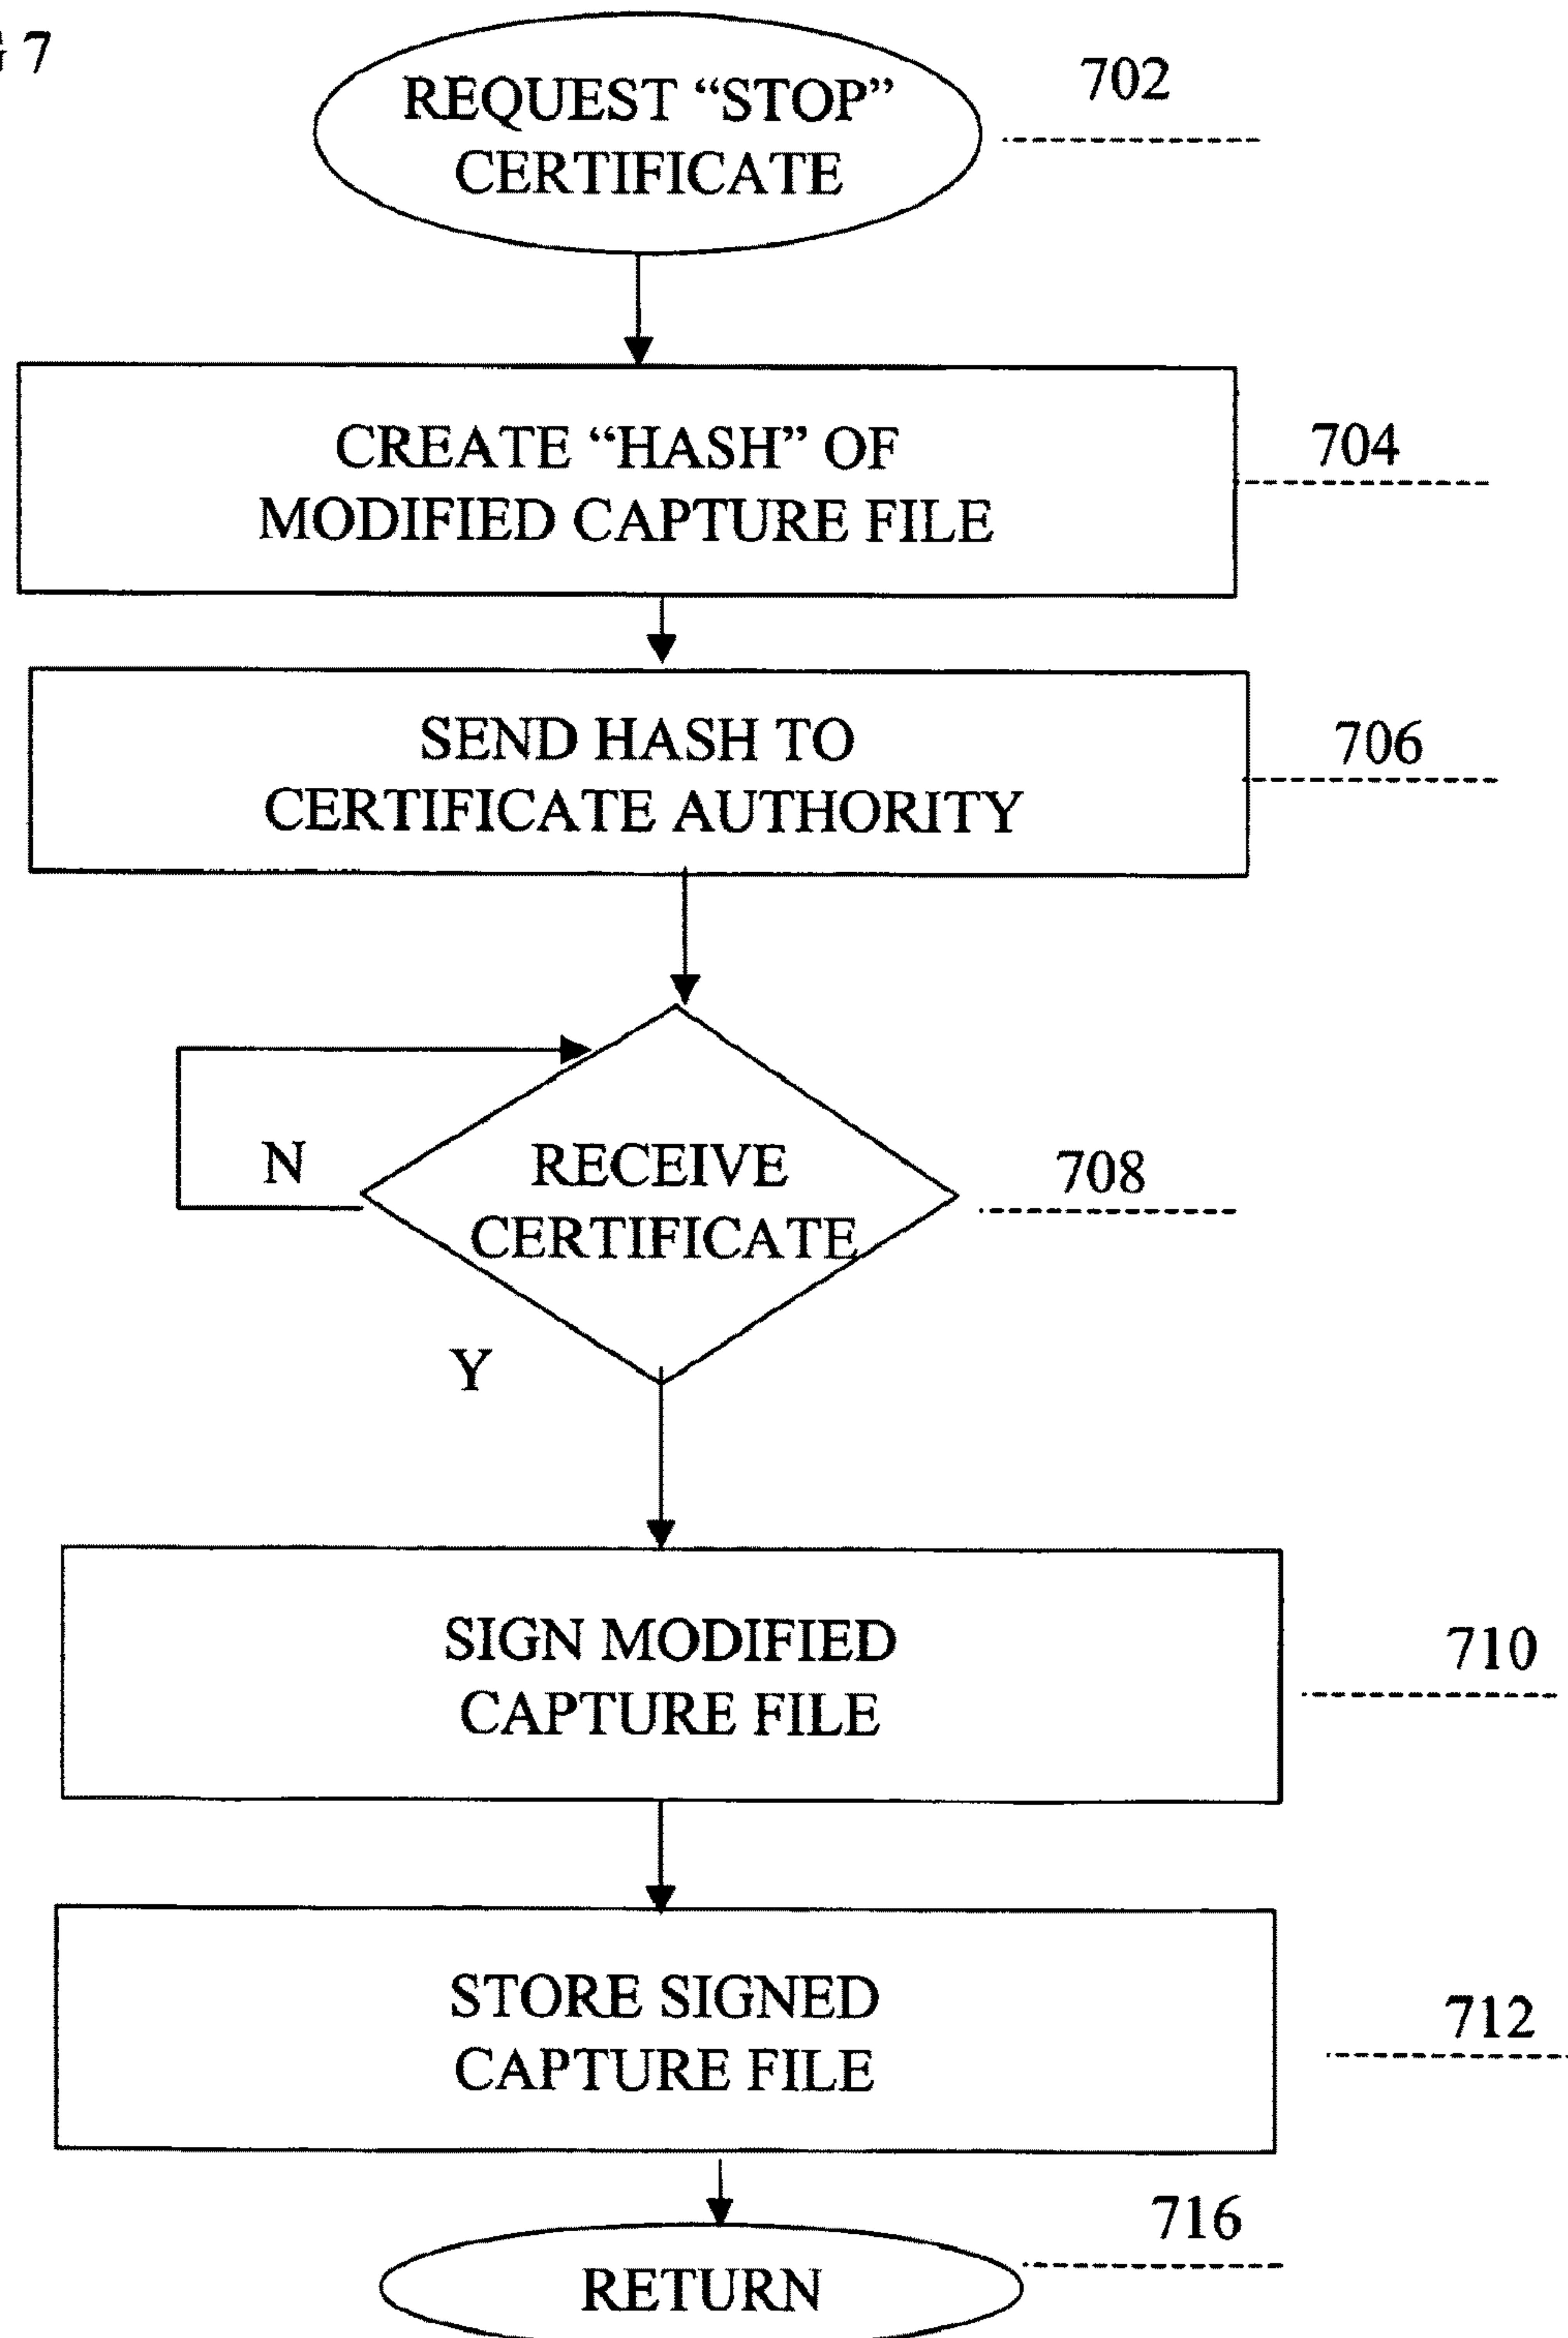 7
REQUEST “STOP”
CERTIFICATE
702
CREATE “HASH” OF
MODIFIED CAPTURE FILE
704
SEND HASH TO
CERTIFICATE AUTHORITY
706
N
RECEIVE
CERTIFICATE
708
Y
SIGN MODIFIED
CAPTURE FILE
710
STORE SIGNED
CAPTURE FILE
712
716
RETURN